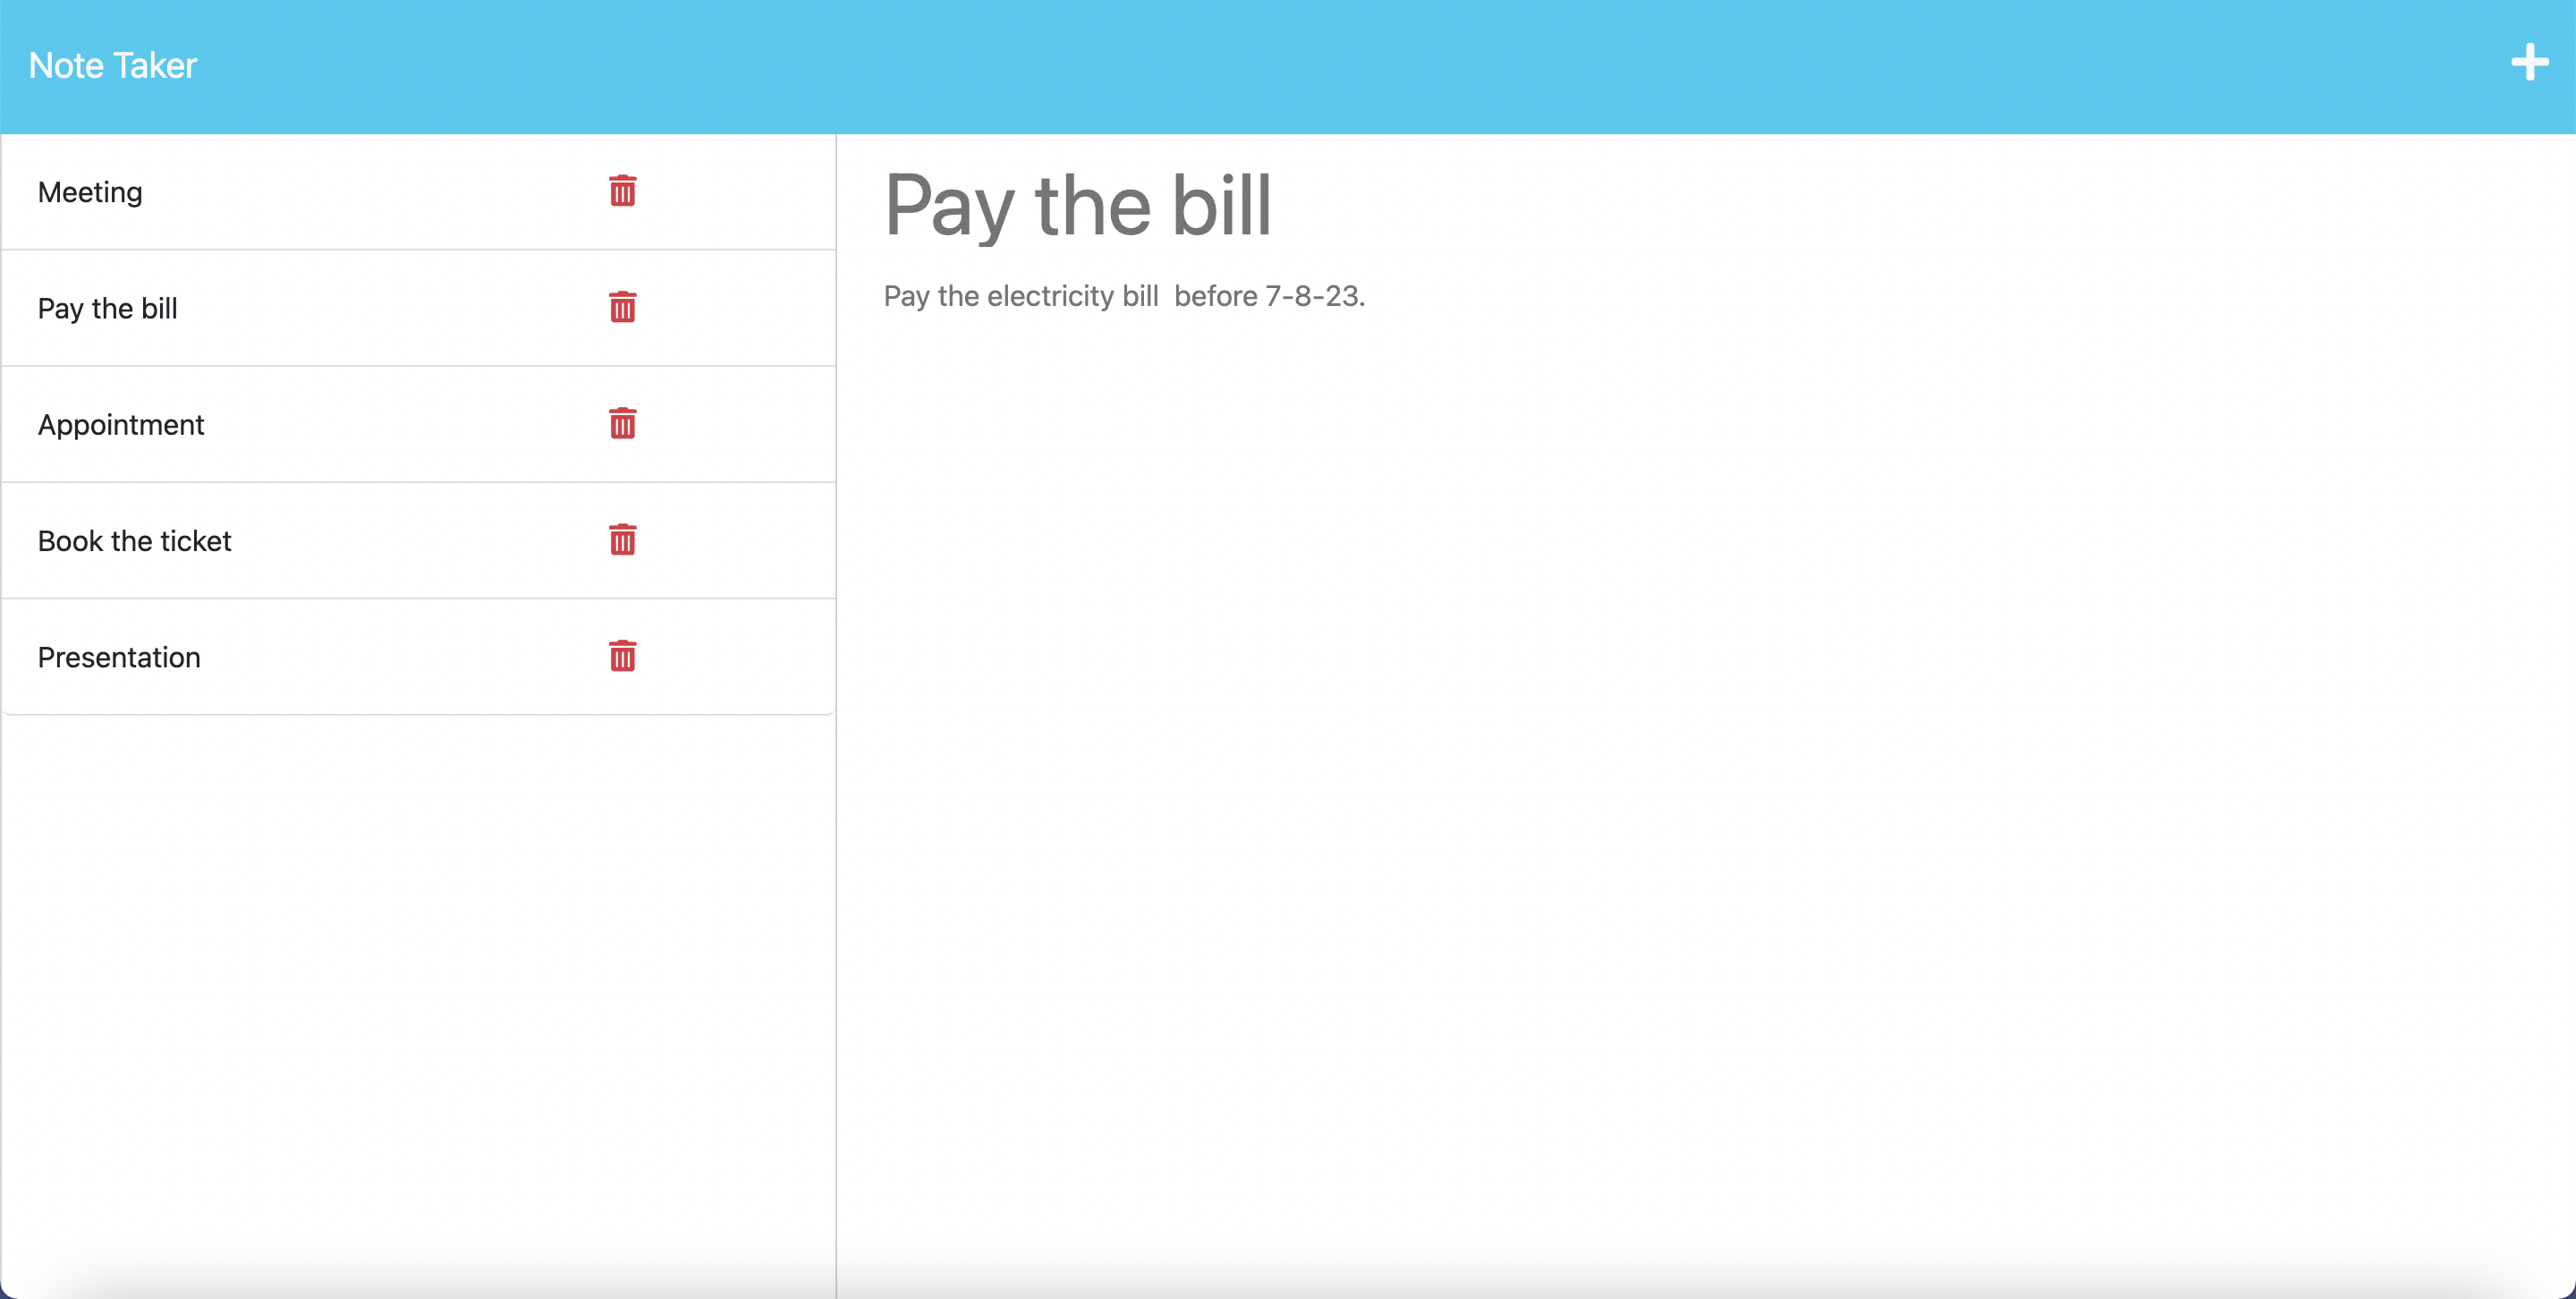 Note Taker
Meeting
Pay the bill
Appointment
Book the ticket
Presentation
Pay the bill
Pay the electricity bill  before 7-8-23.